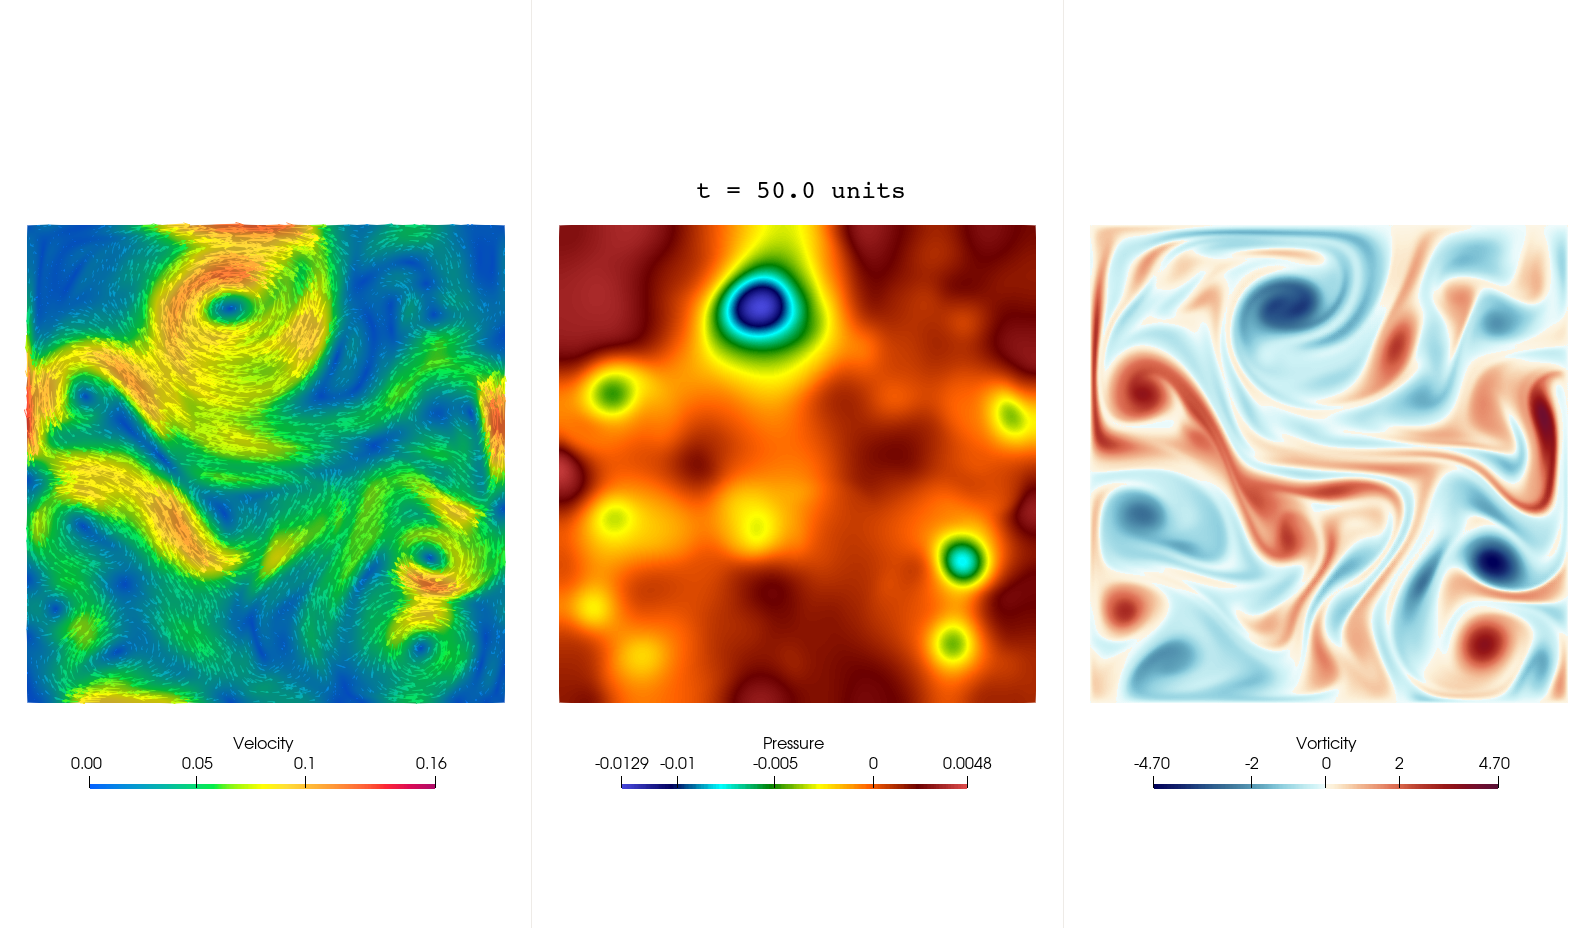 t = 50.0 units
Velocity
0.00 0.05 0.1 0.16
Pressure
-0.0129 -0.01 -0.005 0 0.0048
Vorticity
-4.70 -2 0 2 4.70